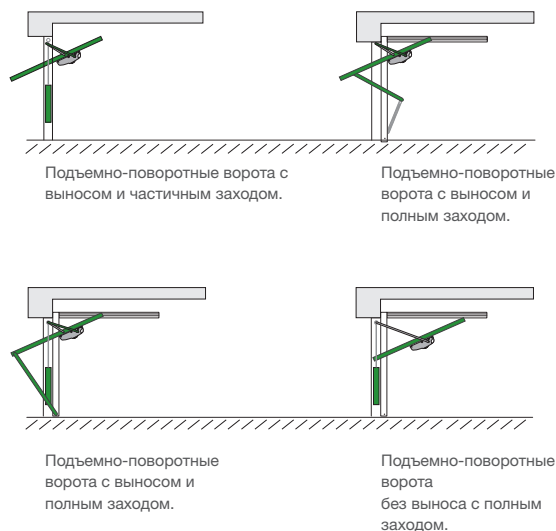 Подъемно-поворотные ворота с
выносом и частичным заходом.
Подъемно-поворотные
ворота с выносом и
полным заходом.
Подъемно-поворотные
ворота с выносом и
полным заходом.
Подъемно-поворотные
ворота
без выноса с полным
заходом.